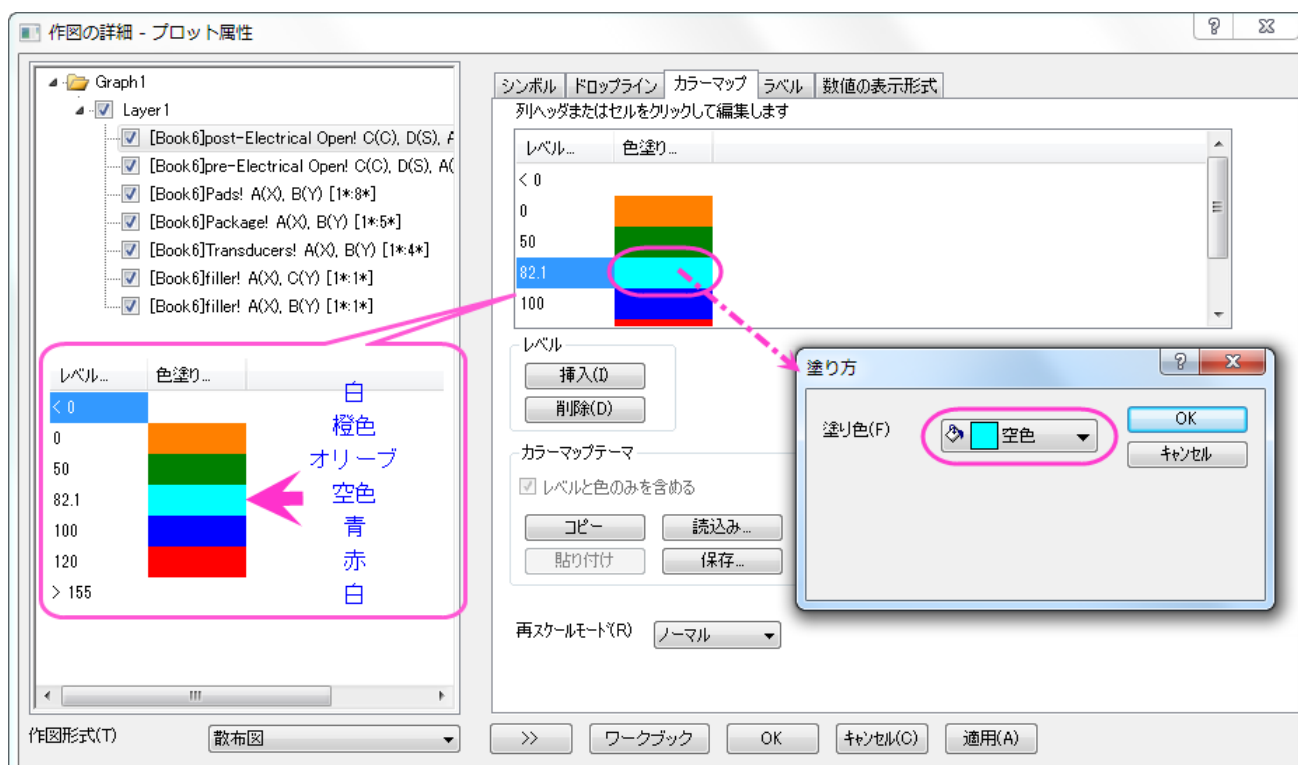 作図の詳細 - プロット属性
Graph1
Layer1
[Book6]post-Electrical Open! C(C), D(S), A
[Book6]pre-Electrical Open! C(C), D(S), A(
[Book6]Pads! A(X), B(Y) [1*:8*]
[Book6]Package! A(X), B(Y) [1*:5*]
[Book6]Transducers! A(X), B(Y) [1*:4*]
[Book6]filler! A(X), C(Y) [1*:1*]
[Book6]filler! A(X), B(Y) [1*:1*]
レベル... 色塗り...
< 0 白
0 橙色
50 オリーブ
82.1 空色
100 青
120 赤
> 155 白
作図形式(T) 散布図
シンボル ドロップライン カラーマップ ラベル 数値の表示形式
列ヘッダまたはセルをクリックして編集します
レベル... 色塗り...
< 0
0
50
82.1
100
レベル
挿入(I)
削除(D)
カラーマップテーマ
レベルと色のみを含める
コピー 読込み...
貼り付け 保存...
再スケールモード(R) ノーマル
塗り方
塗り色(F) 空色
OK
キャンセル
>> ワークブック OK キャンセル(C) 適用(A)